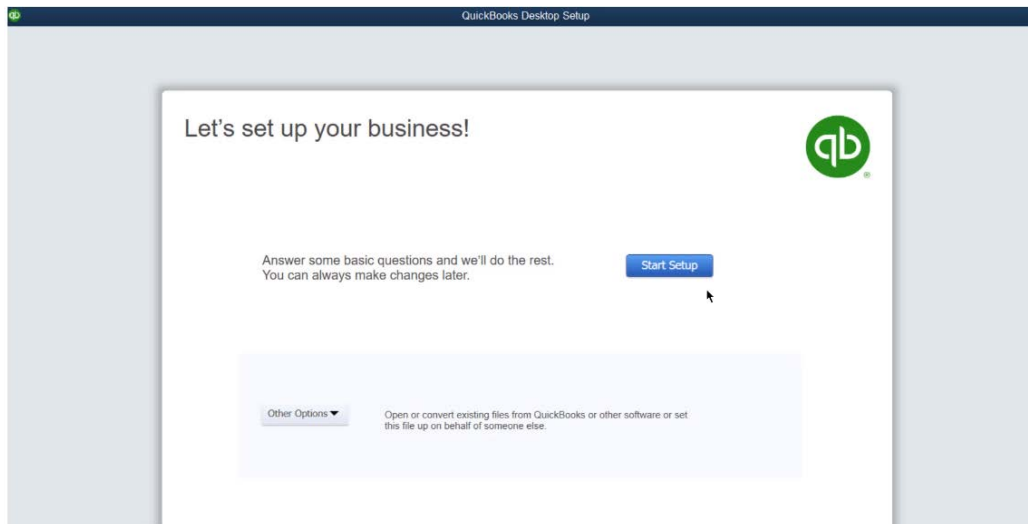 qb
QuickBooks Desktop Setup
Let's set up your business!
qb
®
Answer some basic questions and we'll do the rest.
You can always make changes later.
Start Setup
Other Options
Open or convert existing files from QuickBooks or other software or set
this file up on behalf of someone else.